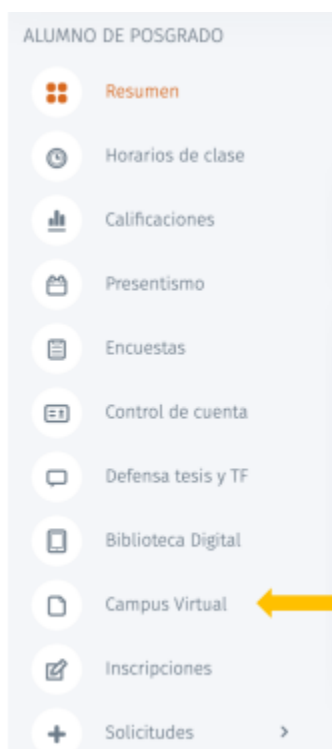 ALUMNO DE POSGRADO
Resumen
Horarios de clase
Calificaciones
Presentismo
Encuestas
Control de cuenta
Defensa tesis y TF
Biblioteca Digital
Campus Virtual
Inscripciones
Solicitudes